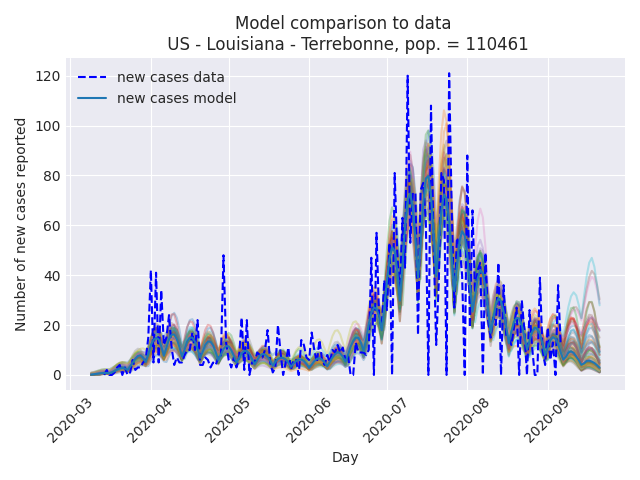 Model comparison to data
US - Louisiana - Terrebonne, pop. = 110461
new cases data
new cases model
Number of new cases reported
120
100
80
60
40
20
0
2020-03
2020-04
2020-05
2020-06
2020-07
2020-08
2020-09
Day